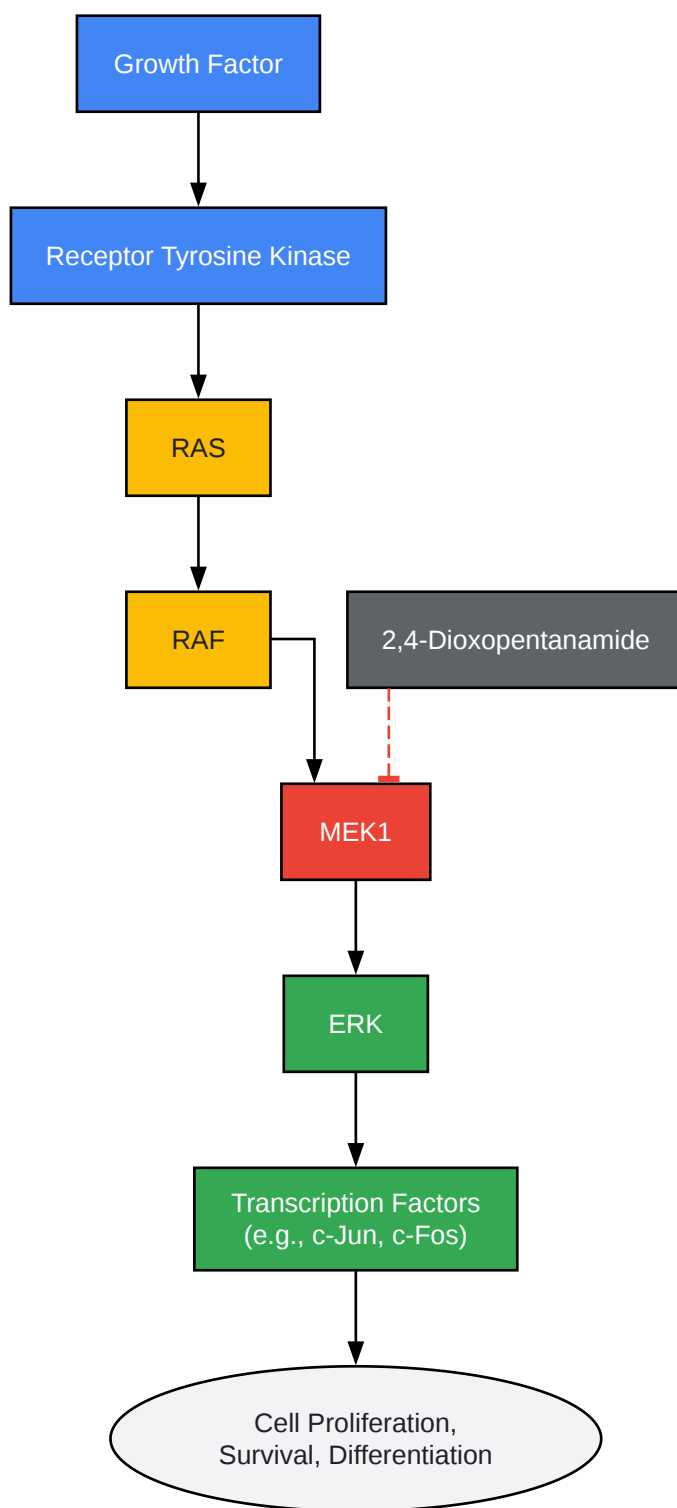 Growth Factor
Receptor Tyrosine Kinase
RAS
RAF
2,4-Dioxopentanamide
MEK1
ERK
Transcription Factors
(e.g., c-Jun, c-Fos)
Cell Proliferation,
Survival, Differentiation